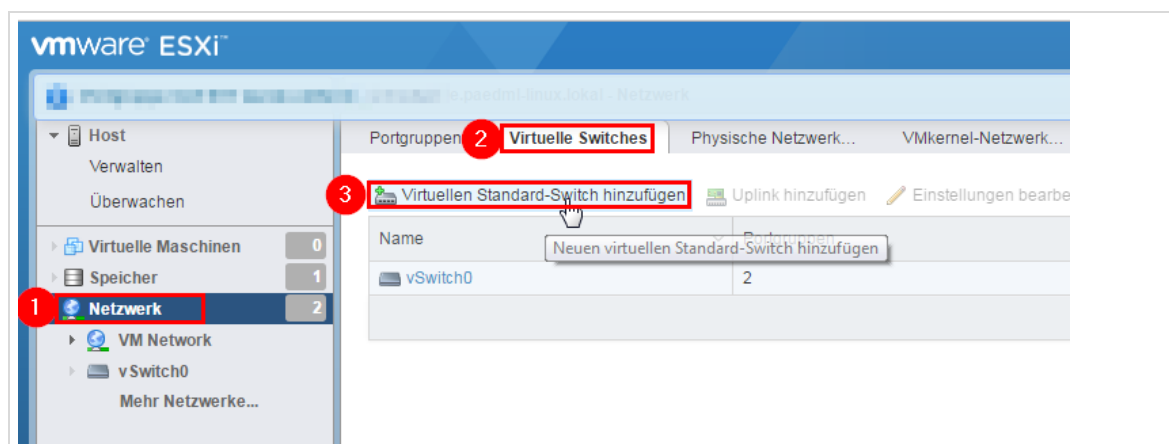 vmware ESXi™
e.paedml-linux.lokal - Netzwerk
Host
Verwalten
Überwachen
Virtuelle Maschinen 0
Speicher 1
1 Netzwerk 2
VM Network
vSwitch0
Mehr Netzwerke...
Portgruppen 2 Virtuelle Switches Physische Netzwerk... VMkernel-Netzwerk...
3 Virtuellen Standard-Switch hinzufügen Uplink hinzufügen Einstellungen bearbe
Name Portgruppen
Neuen virtuellen Standard-Switch hinzufügen
vSwitch0 2